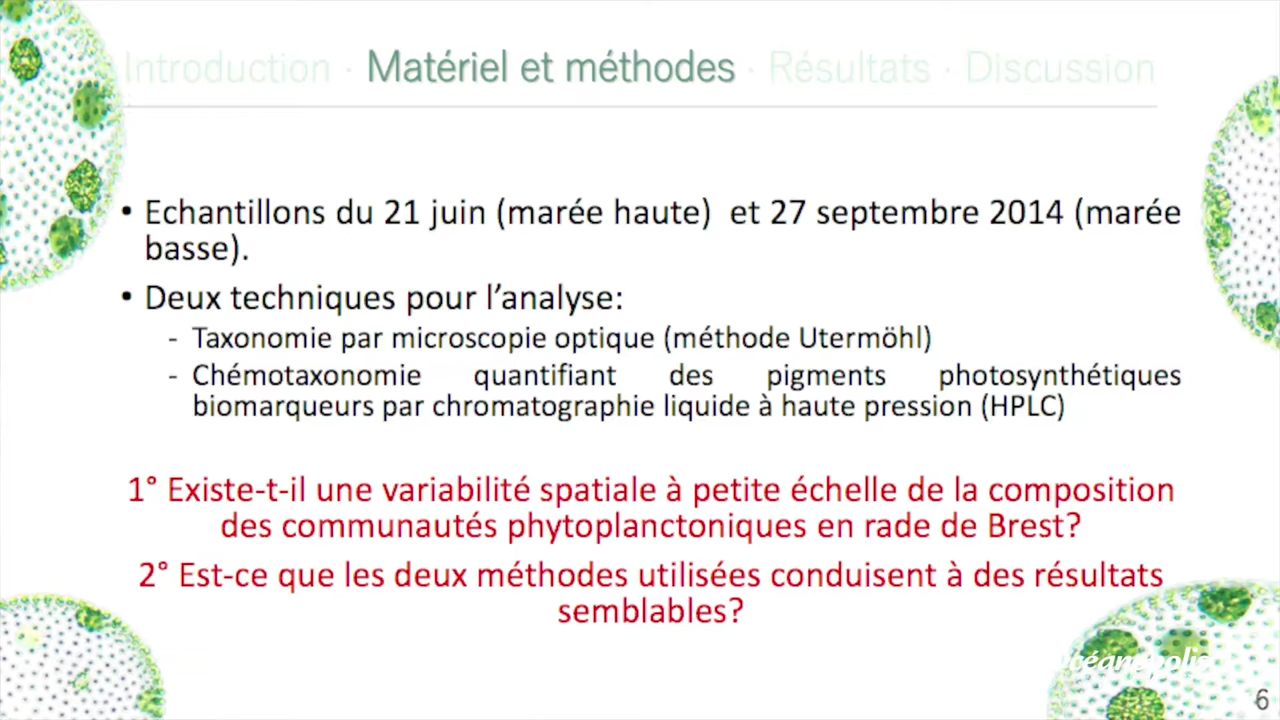 Introduction · Matériel et méthodes · Résultats · Discussion
• Echantillons du 21 juin (marée haute) et 27 septembre 2014 (marée
basse).
• Deux techniques pour l’analyse:
- Taxonomie par microscopie optique (méthode Utermöhl)
- Chémotaxonomie quantifiant des pigments photosynthétiques
biomarqueurs par chromatographie liquide à haute pression (HPLC)
1° Existe-t-il une variabilité spatiale à petite échelle de la composition
des communautés phytoplanctoniques en rade de Brest?
2° Est-ce que les deux méthodes utilisées conduisent à des résultats
semblables?
Océanopolis
6